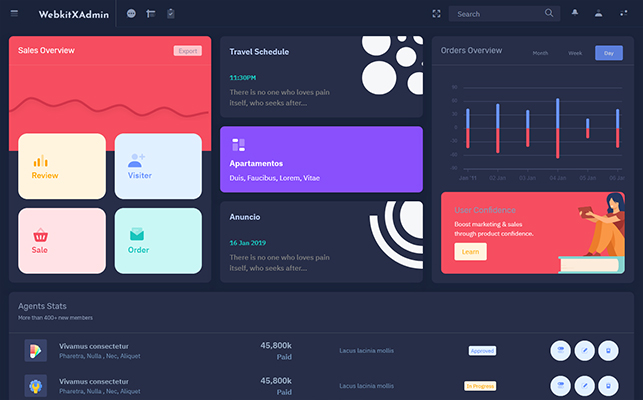 WebkitXAdmin
Search
Sales Overview
Export
Review
Visiter
Sale
Order
Travel Schedule
11:30PM
There is no one who loves pain
itself, who seeks after...
Apartamentos
Duis, Faucibus, Lorem, Vitae
Anuncio
16 Jan 2019
There is no one who loves pain
itself, who seeks after...
Orders Overview
Month
Week
Day
Jan '11
02 Jan
03 Jan
04 Jan
05 Jan
06 Jan
User Confidence
Boost marketing & sales
through product confidence.
Learn
Agents Stats
More than 400+ new members
Vivamus consectetur
Pharetra, Nulla , Nec, Aliquet
45,800k
Paid
Lacus lacinia mollis
Approved
Vivamus consectetur
Pharetra, Nulla , Nec, Aliquet
45,800k
Paid
Lacus lacinia mollis
In Progress